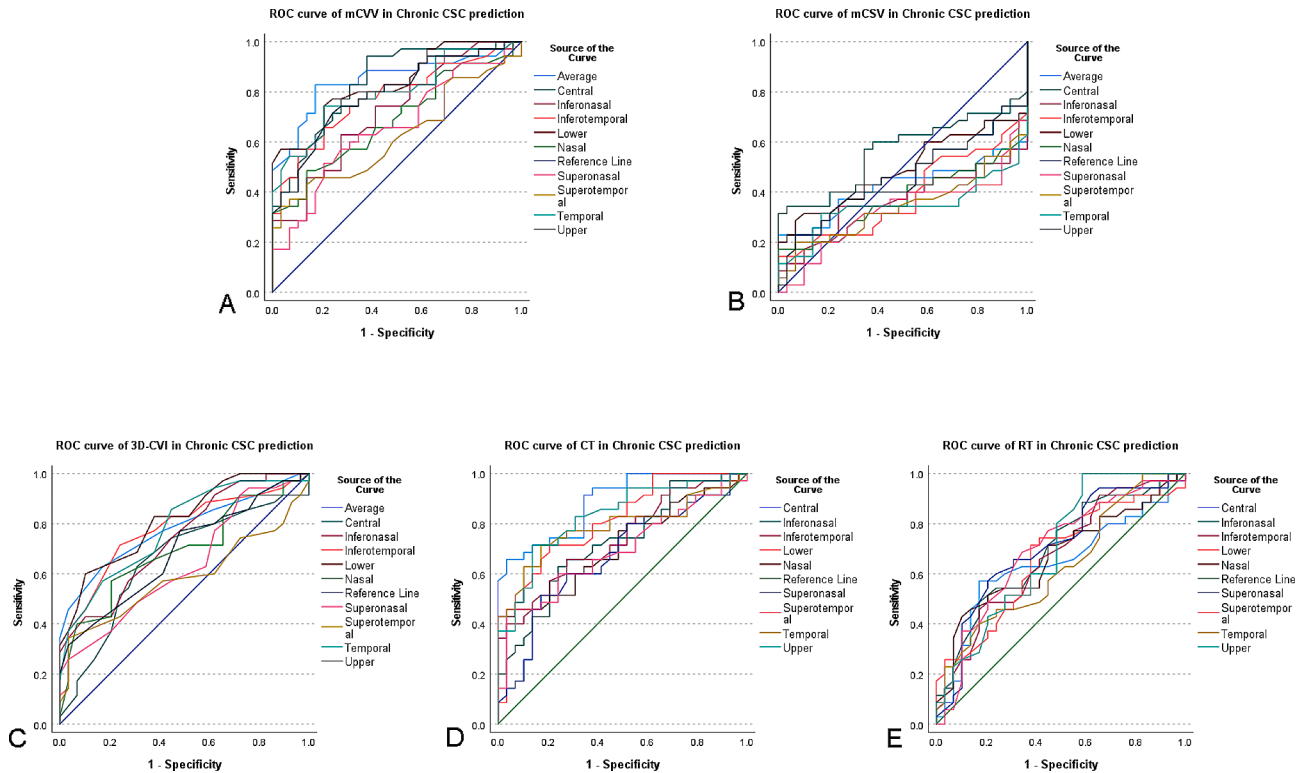 ROC curve of mCVV in Chronic CSC prediction
1.0
0.8
0.6
0.4
0.2
0.0
Sensitivity
0.0 0.2 0.4 0.6 0.8 1.0
1 - Specificity
Source of the
Curve
Average
Central
Inferonasal
Inferotemporal
Lower
Nasal
Reference Line
Superonasal
Superotempor
al
Temporal
Upper
A
ROC curve of mCSV in Chronic CSC prediction
1.0
0.8
0.6
0.4
0.2
0.0
Sensitivity
0.0 0.2 0.4 0.6 0.8 1.0
1 - Specificity
Source of the
Curve
Average
Central
Inferonasal
Inferotemporal
Lower
Nasal
Reference Line
Superonasal
Superotempor
al
Temporal
Upper
B
ROC curve of 3D-CVI in Chronic CSC prediction
1.0
0.8
0.6
0.4
0.2
0.0
Sensitivity
0.0 0.2 0.4 0.6 0.8 1.0
1 - Specificity
Source of the
Curve
Average
Central
Inferonasal
Inferotemporal
Lower
Nasal
Reference Line
Superonasal
Superotempor
al
Temporal
Upper
C
ROC curve of CT in Chronic CSC prediction
1.0
0.8
0.6
0.4
0.2
0.0
Sensitivity
0.0 0.2 0.4 0.6 0.8 1.0
1 - Specificity
Source of the
Curve
Central
Inferonasal
Inferotemporal
Lower
Nasal
Reference Line
Superonasal
Superotempor
al
Temporal
Upper
D
ROC curve of RT in Chronic CSC prediction
1.0
0.8
0.6
0.4
0.2
0.0
Sensitivity
0.0 0.2 0.4 0.6 0.8 1.0
1 - Specificity
Source of the
Curve
Central
Inferonasal
Inferotemporal
Lower
Nasal
Reference Line
Superonasal
Superotempor
al
Temporal
Upper
E